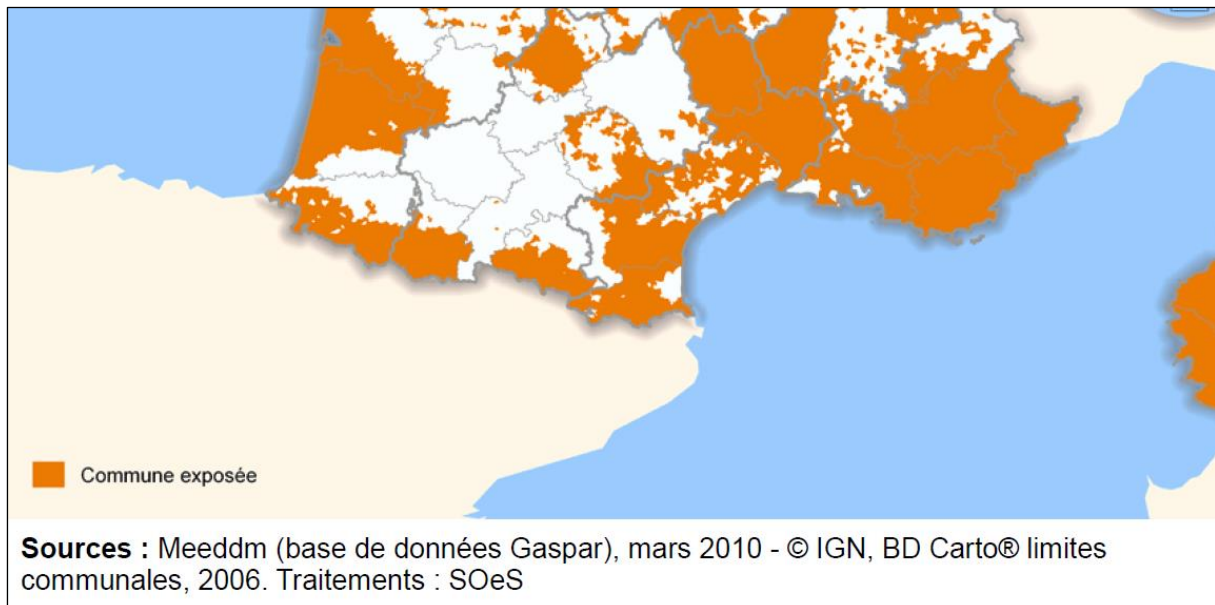 Commune exposée
Sources : Meeddm (base de données Gaspar), mars 2010 - © IGN, BD Carto® limites
communales, 2006. Traitements : SOeS